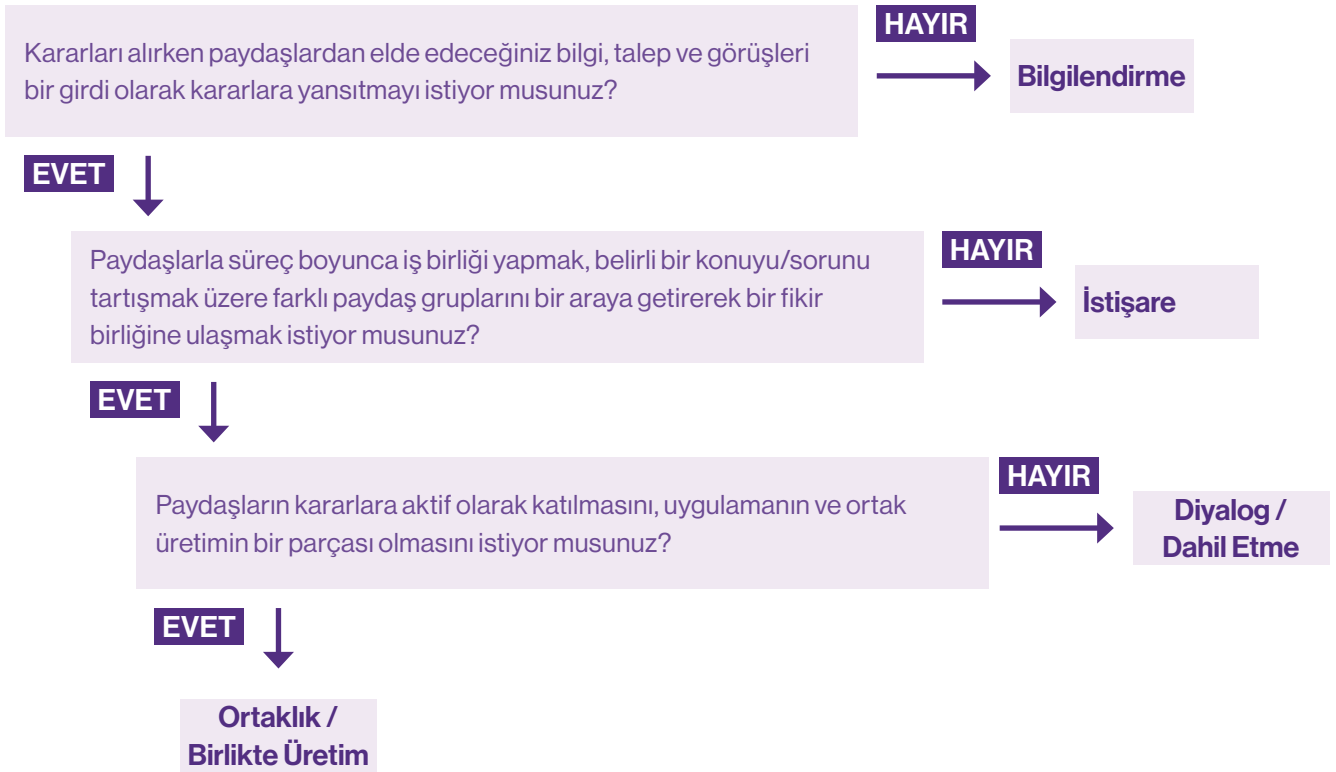 Kararları alırken paydaşlardan elde edeceğiniz bilgi, talep ve görüşleri
bir girdi olarak kararlara yansıtmayı istiyor musunuz?
HAYIR
Bilgilendirme
EVET
Paydaşlarla süreç boyunca iş birliği yapmak, belirli bir konuyu/sorunu
tartışmak üzere farklı paydaş gruplarını bir araya getirerek bir fikir
birliğine ulaşmak istiyor musunuz?
HAYIR
İstişare
EVET
Paydaşların kararlara aktif olarak katılmasını, uygulamanın ve ortak
üretimin bir parçası olmasını istiyor musunuz?
HAYIR
Diyalog /
Dahil Etme
EVET
Ortaklık /
Birlikte Üretim